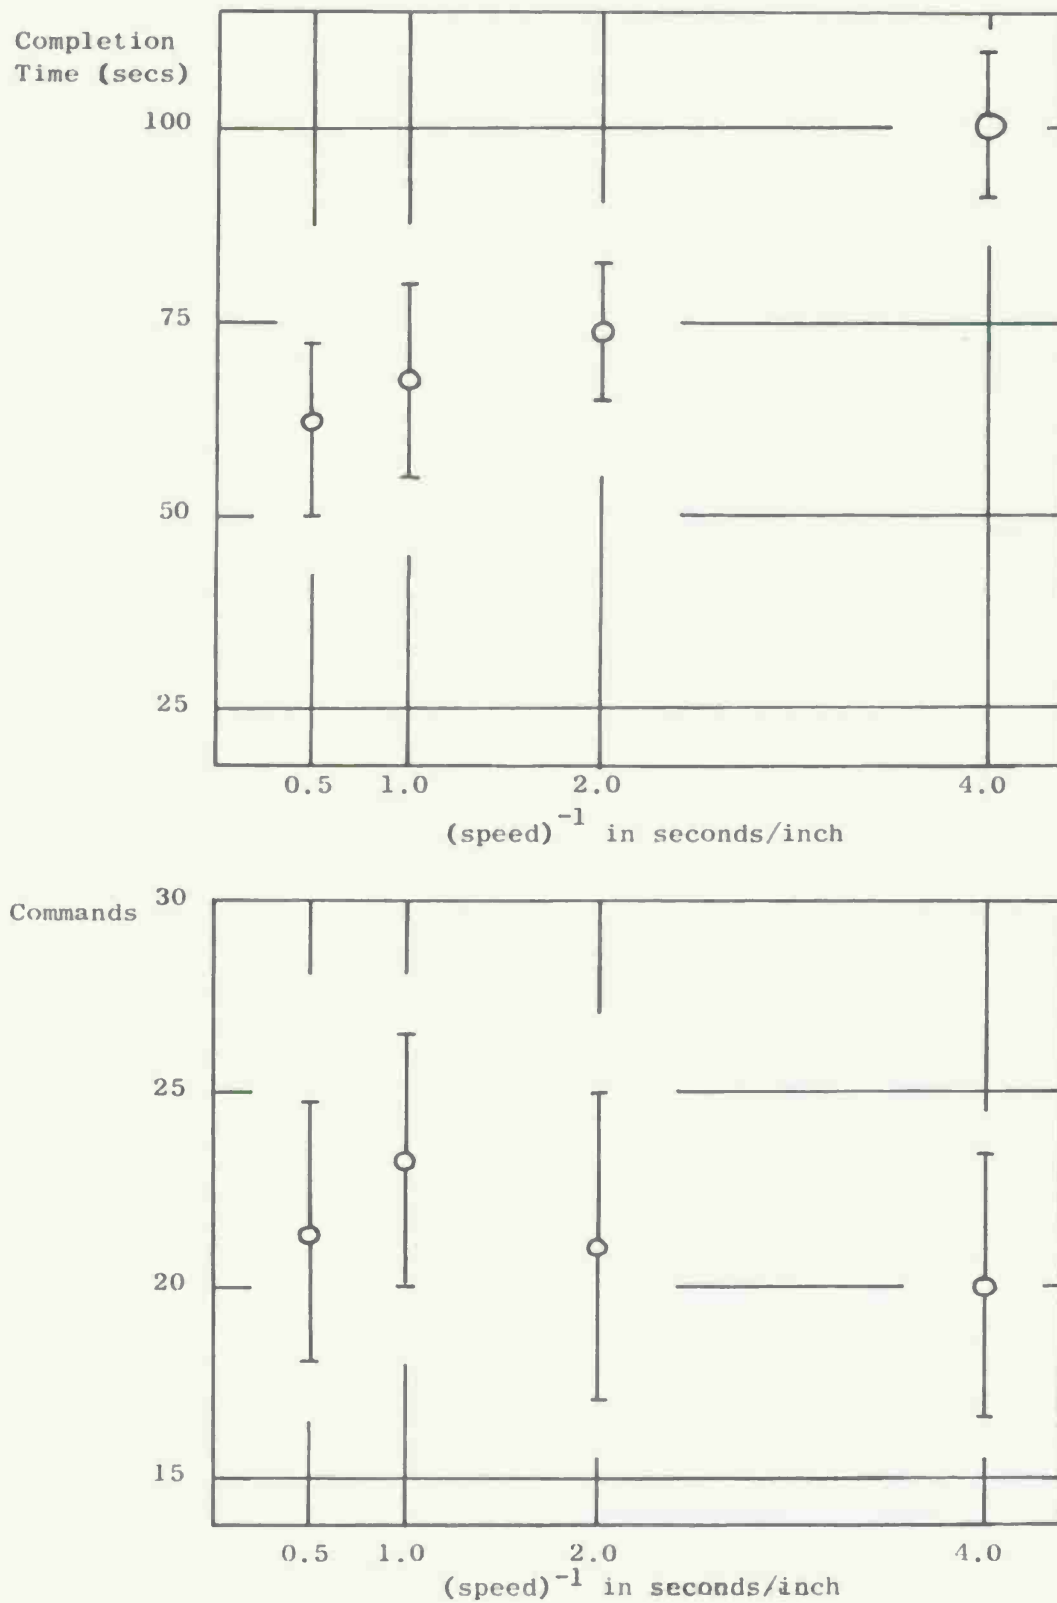 Completion
Time (secs)
100
75
50
25
0.5 1.0 2.0 4.0
(speed)⁻¹ in seconds/inch
Commands
30
25
20
15
0.5 1.0 2.0 4.0
(speed)⁻¹ in seconds/inch